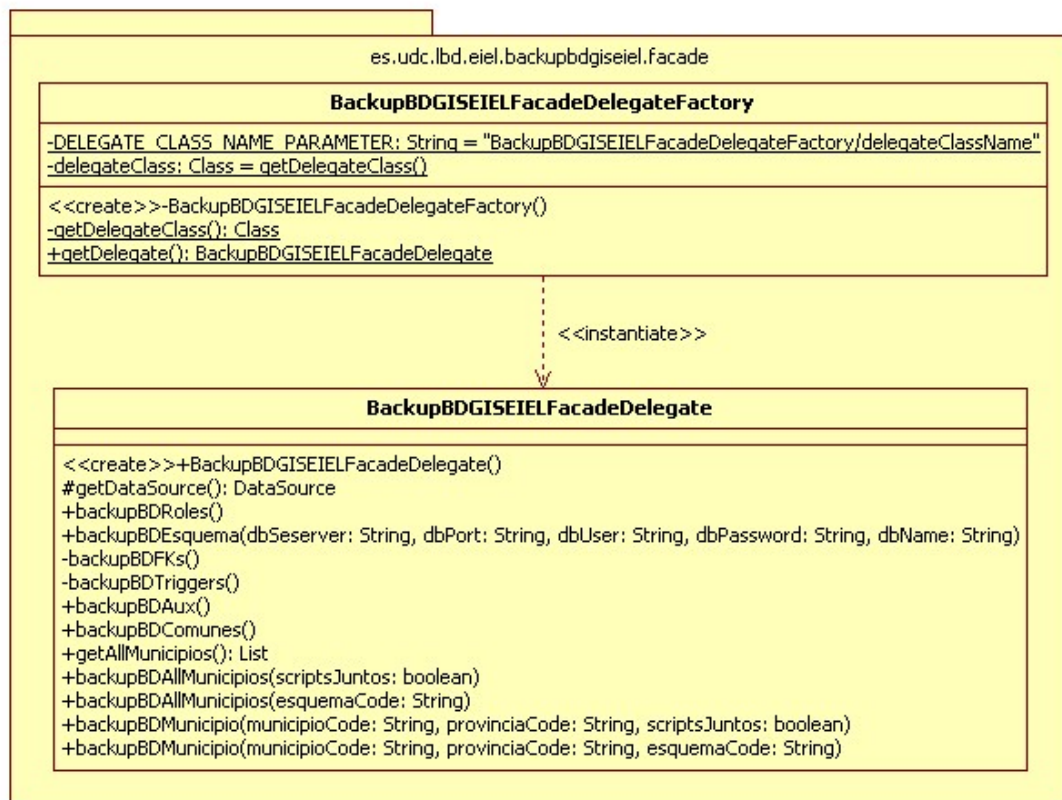 es.udc.lbd.eiel.backupbdgiseiel.facade
BackupBDGISEIELFacadeDelegateFactory
-DELEGATE_CLASS_NAME_PARAMETER: String = "BackupBDGISEIELFacadeDelegateFactory/delegateClassName"
-delegateClass: Class = getDelegateClass()
<<create>>-BackupBDGISEIELFacadeDelegateFactory()
-getDelegateClass(): Class
+getDelegate(): BackupBDGISEIELFacadeDelegate
<<instantiate>>
BackupBDGISEIELFacadeDelegate
<<create>>+BackupBDGISEIELFacadeDelegate()
#getDataSource(): DataSource
+backupBDRoles()
+backupBDEsquema(dbSeserver: String, dbPort: String, dbUser: String, dbPassword: String, dbName: String)
-backupBDFKs()
-backupBDTriggers()
+backupBDAux()
+backupBDComunes()
+getAllMunicipios(): List
+backupBDAllMunicipios(scriptsJuntos: boolean)
+backupBDAllMunicipios(esquemaCode: String)
+backupBDMunicipio(municipioCode: String, provinciaCode: String, scriptsJuntos: boolean)
+backupBDMunicipio(municipioCode: String, provinciaCode: String, esquemaCode: String)